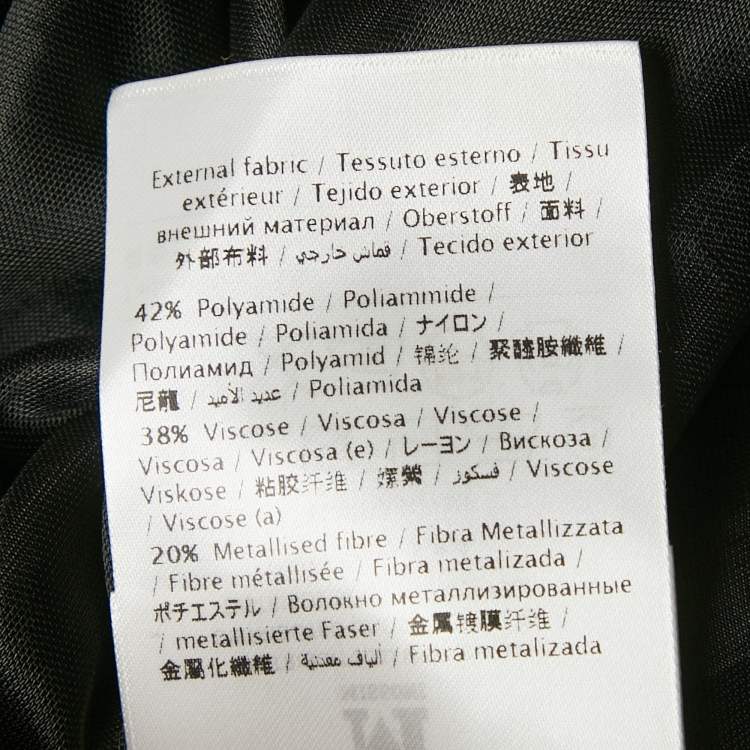 External fabric / Tessuto esterno / Tissu
extérieur / Tejido exterior / 表地 /
внешний материал / Oberstoff / 面料 /
外部布料 / قماش خارجي / Tecido exterior
42% Polyamide / Poliammide /
Polyamide / Poliamida / ナイロン /
Полиамид / Polyamid / 锦纶 / 聚醯胺纖維 /
尼龍 / عديد الأميد / Poliamida
38% Viscose / Viscosa / Viscose /
Viscosa / Viscosa (e) / レーヨン / Вискоза /
Viskose / 粘胶纤维 / 嫘縈 / فسكوز / Viscose
/ Viscose (a)
20% Metallised fibre / Fibra Metallizzata
/ Fibre métallisée / Fibra metalizada /
ポチエステル / Волокно металлизированные
/ metallisierte Faser / 金属镀膜纤维 /
金屬化纖維 / ألياف معدنية / Fibra metalizada